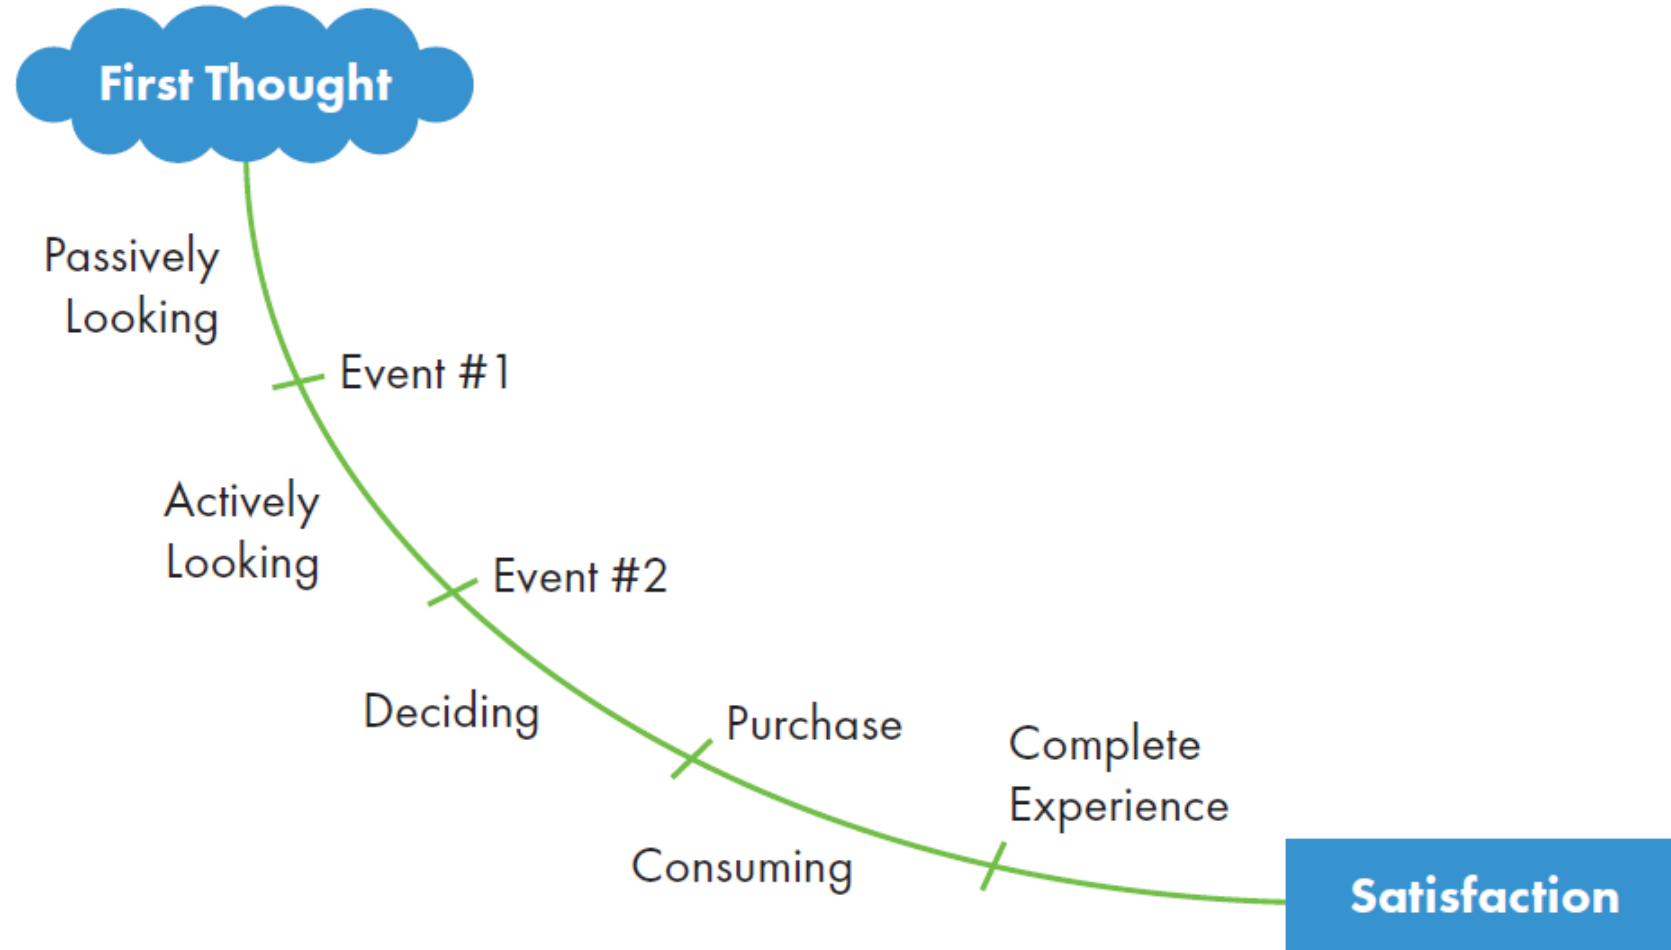 First Thought
Passively
Looking
Event #1
Actively
Looking
Event #2
Deciding
Purchase
Complete
Experience
Consuming
Satisfaction